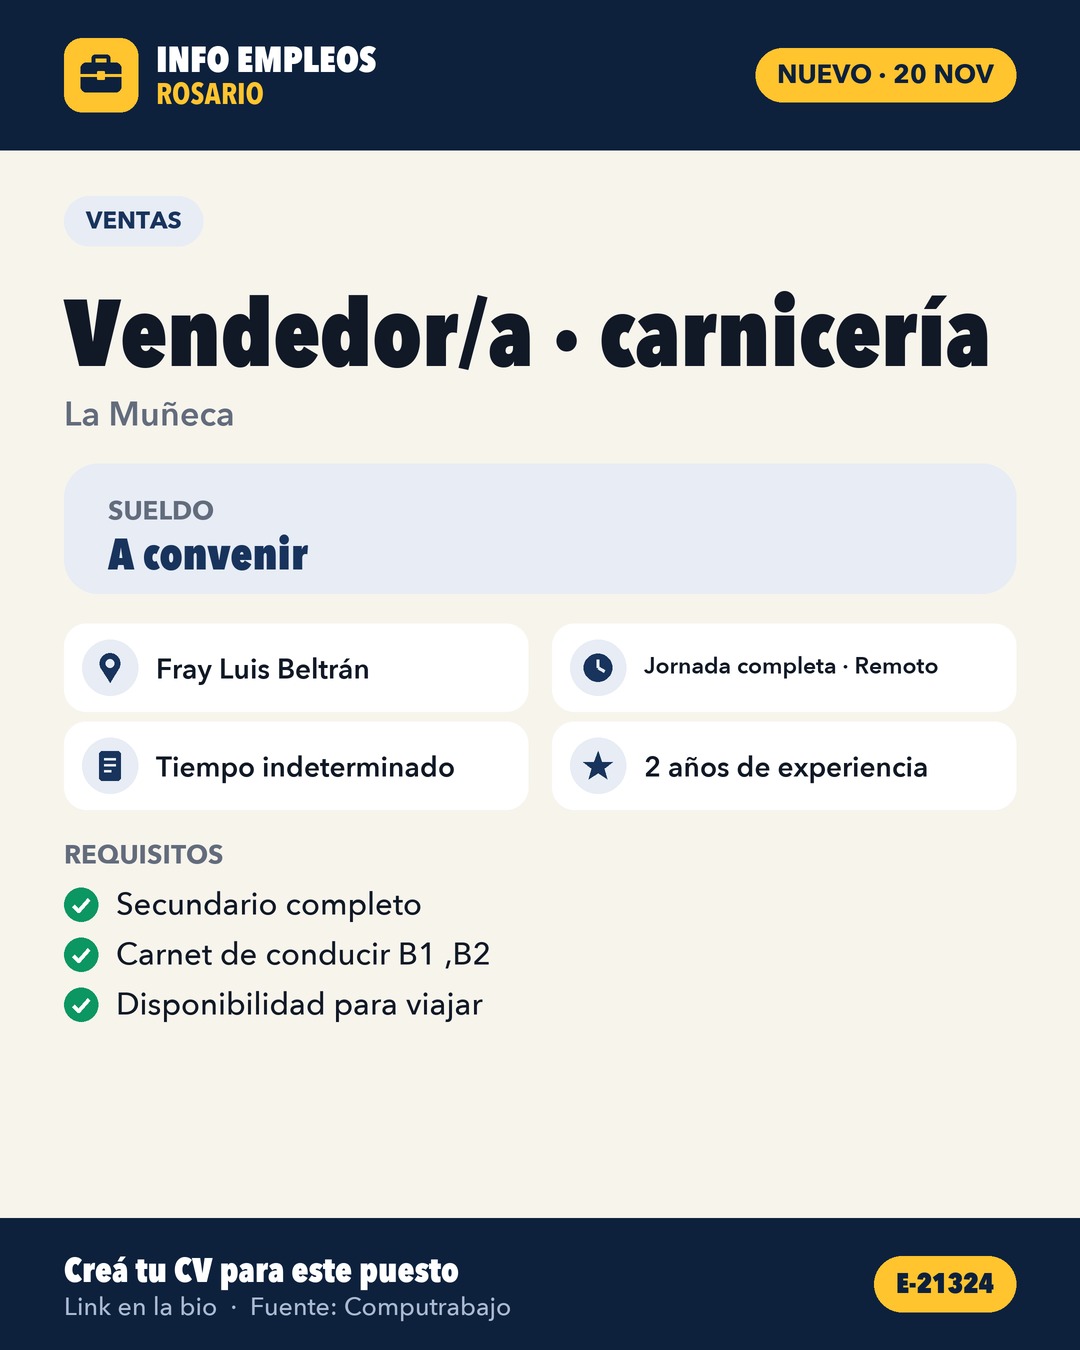 INFO EMPLEOS
ROSARIO
NUEVO · 20 NOV
VENTAS
Vendedor/a · carnicería
La Muñeca
SUELDO
A convenir
Fray Luis Beltrán
Jornada completa · Remoto
Tiempo indeterminado
2 años de experiencia
REQUISITOS
Secundario completo
Carnet de conducir B1 ,B2
Disponibilidad para viajar
Creá tu CV para este puesto
Link en la bio · Fuente: Computrabajo
E-21324